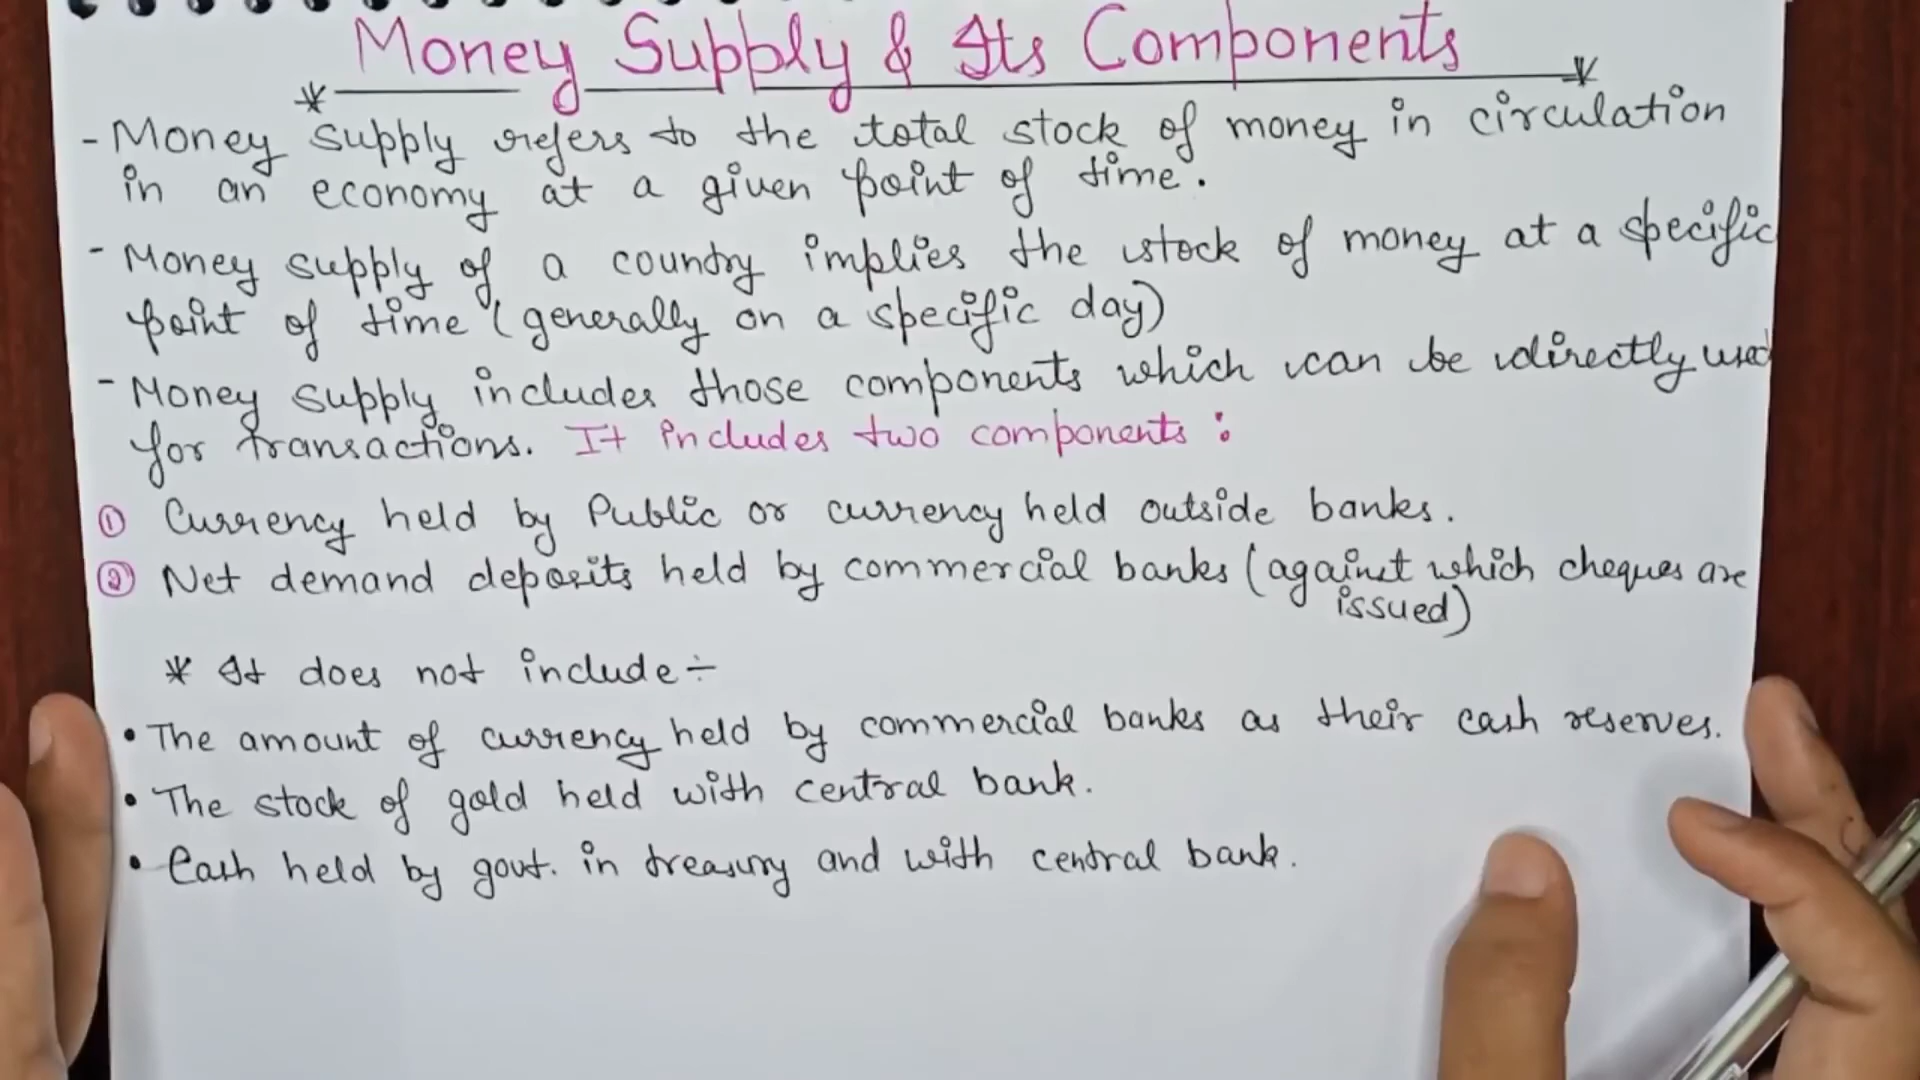 Money Supply & Its Components
- Money supply refers to the total stock of money in circulation
in an economy at a given point of time.
- Money supply of a country implies the stock of money at a specific
point of time (generally on a specific day)
- Money supply includes those components which can be directly used
for transactions. It includes two components :
① Currency held by Public or currency held outside banks.
② Net demand deposits held by commercial banks (against which cheques are
issued)
* It does not include ÷
• The amount of currency held by commercial banks as their cash reserves.
• The stock of gold held with central bank.
• Cash held by govt. in treasury and with central bank.